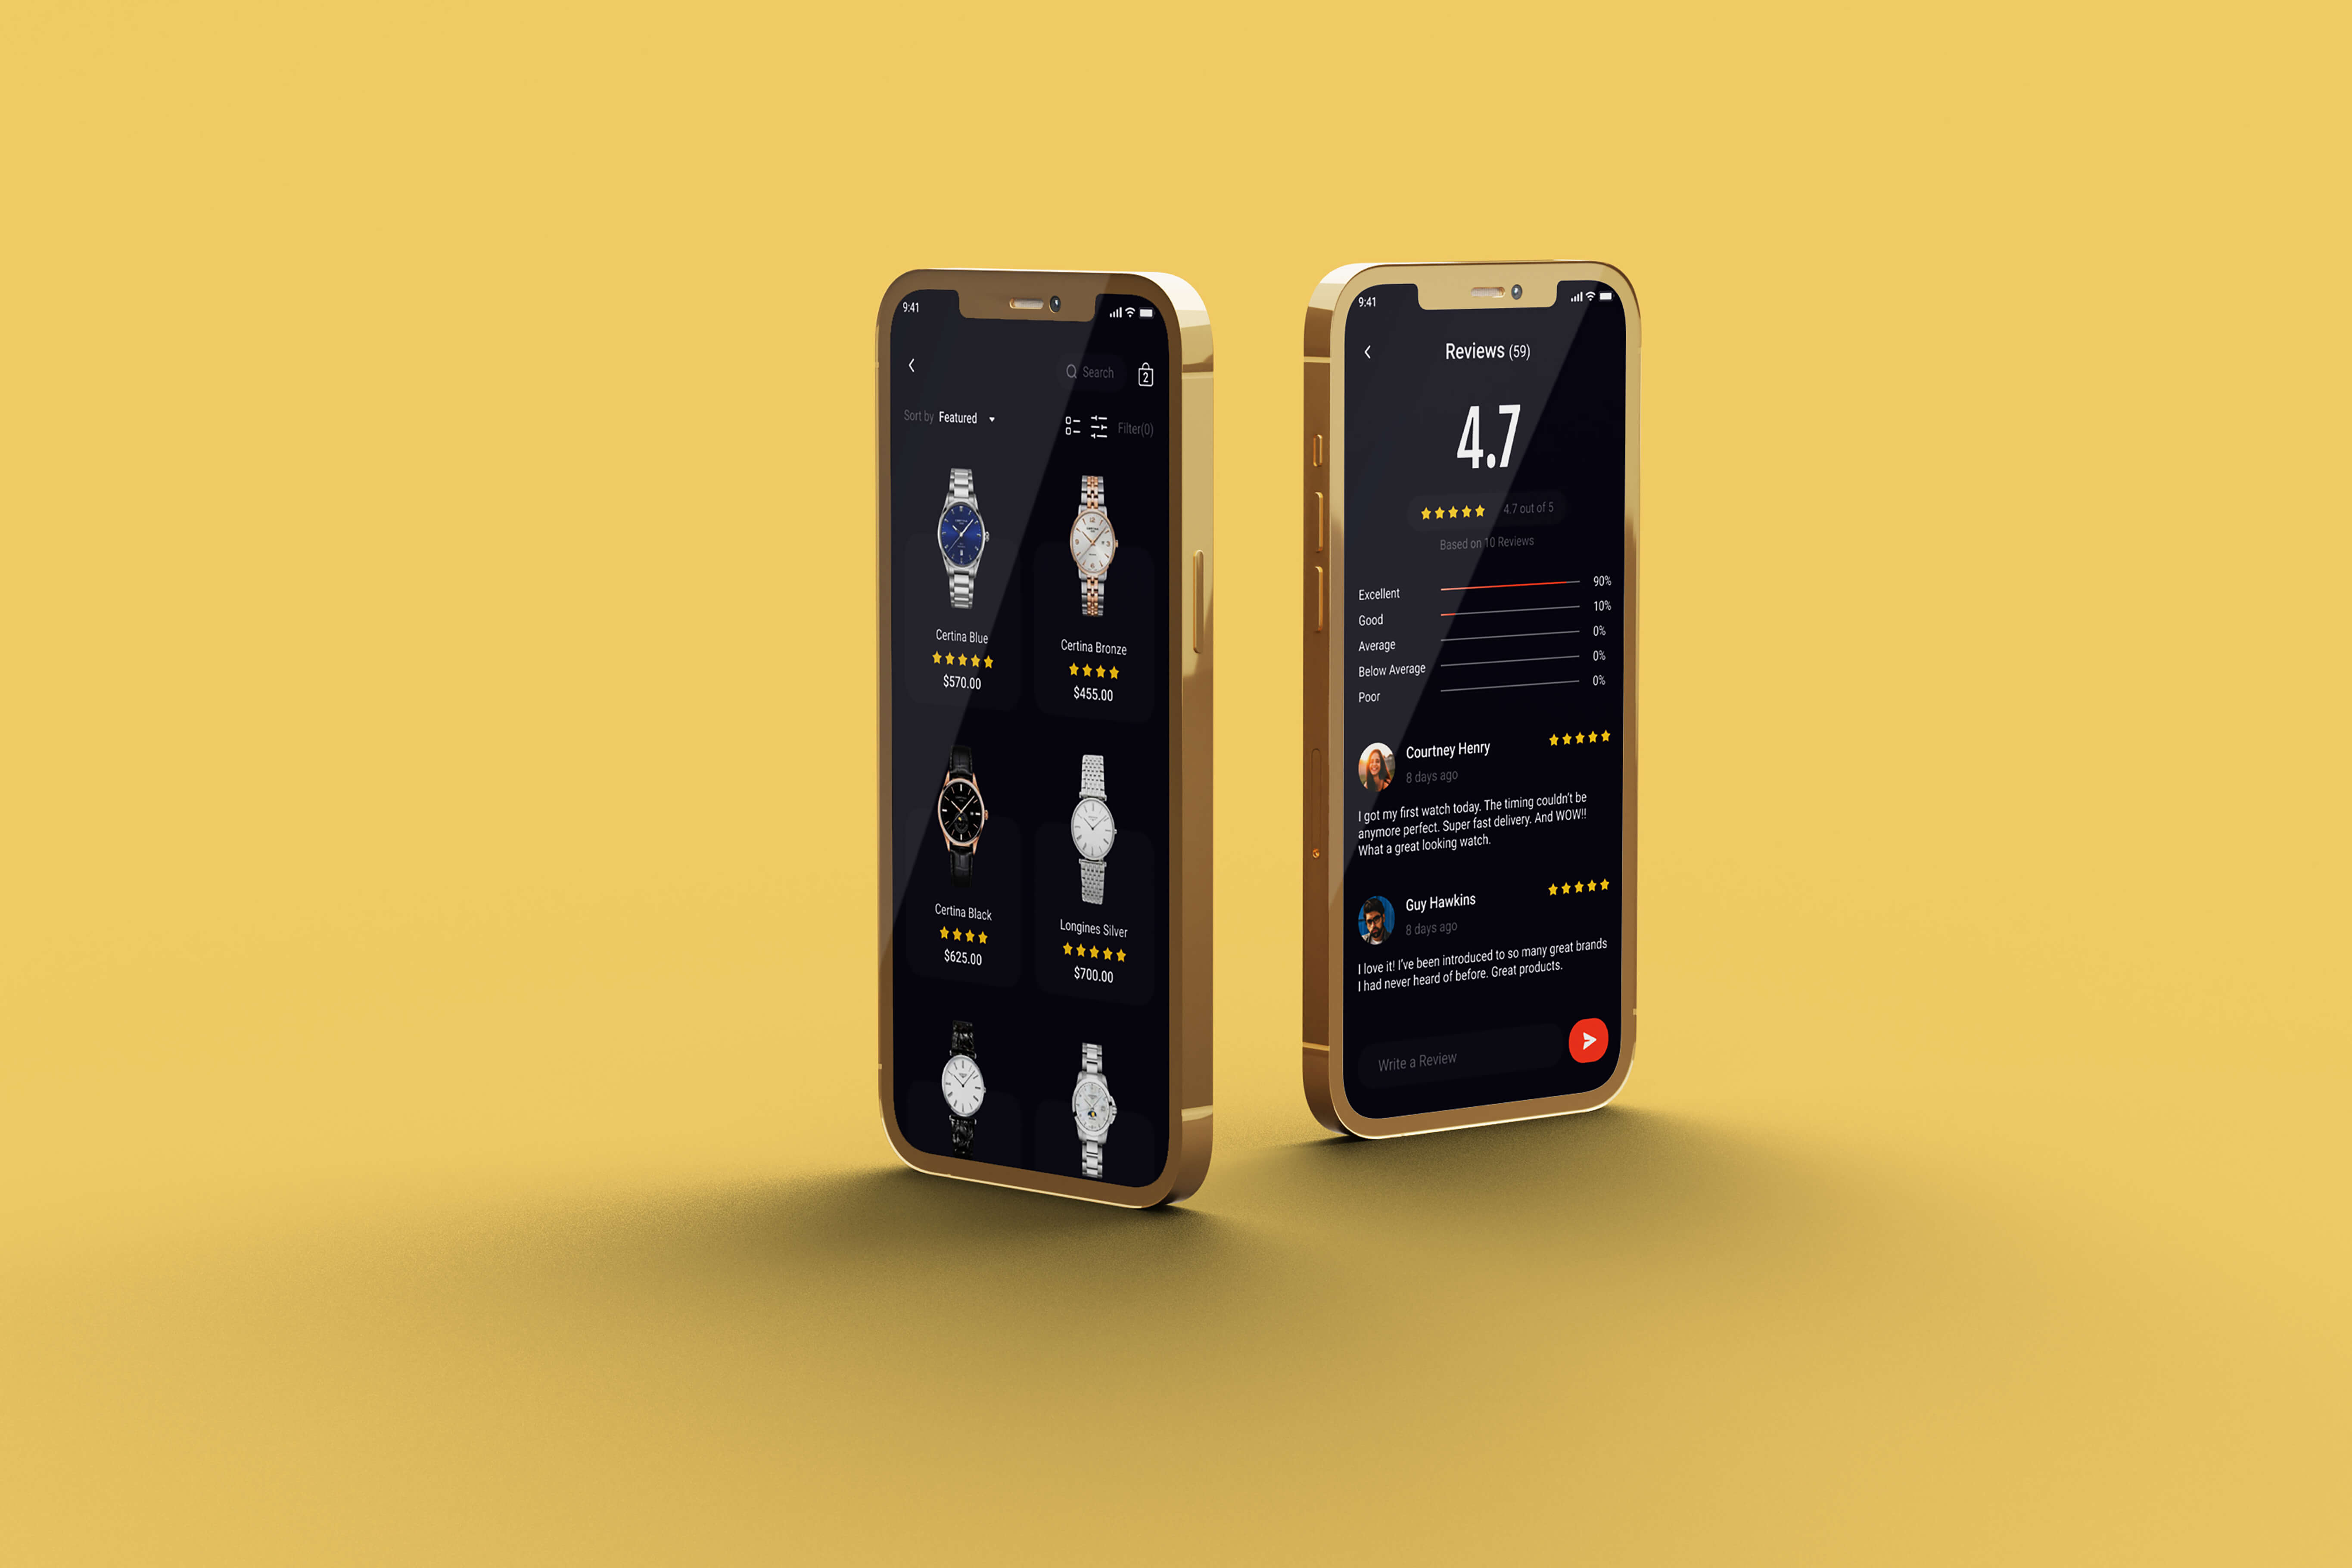 9:41
Search
2
Sort by Featured
Filter(0)
Certina Blue
$570.00
Certina Bronze
$455.00
Certina Black
$625.00
Longines Silver
$700.00
9:41
Reviews (59)
4.7
4.7 out of 5
Based on 10 Reviews
Excellent 90%
Good 10%
Average 0%
Below Average 0%
Poor 0%
Courtney Henry
8 days ago
I got my first watch today. The timing couldn't be
anymore perfect. Super fast delivery. And WOW!!
What a great looking watch.
Guy Hawkins
8 days ago
I love it! I've been introduced to so many great brands
I had never heard of before. Great products.
Write a Review